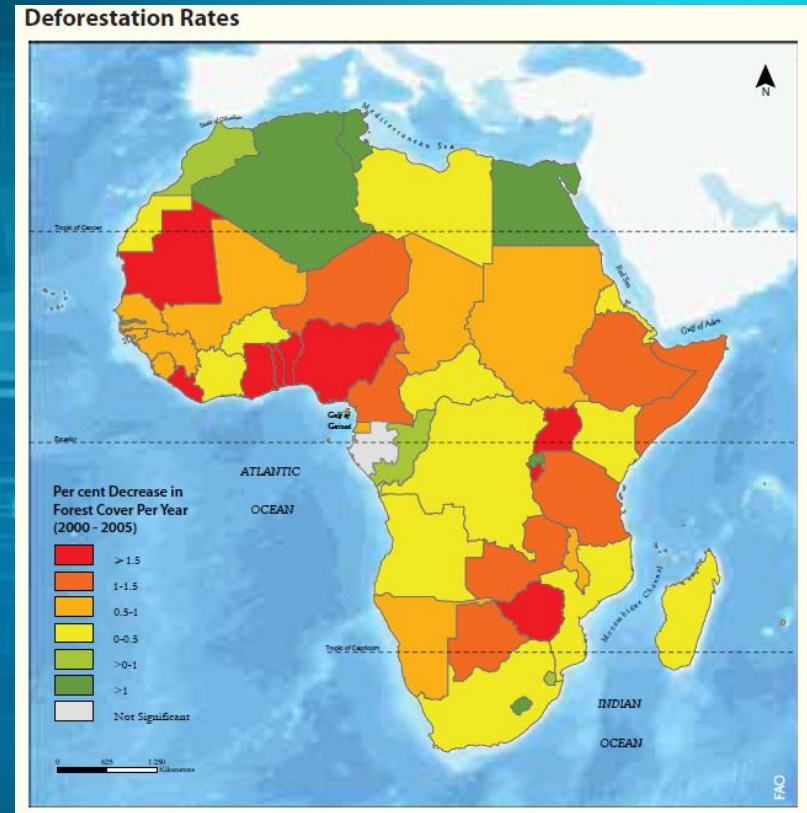 Deforestation Rates
N
Mediterranean Sea
Tropic of Cancer
Red Sea
Gulf of Aden
Gulf of
Guinea
Equator
ATLANTIC
OCEAN
Per cent Decrease in
Forest Cover Per Year
(2000 - 2005)
⩾1.5
1-1.5
0.5-1
0-0.5
>0-1
>1
Not Significant
Mozambique Channel
Tropic of Capricorn
INDIAN
OCEAN
0 625 1 250
Kilometres
FAO